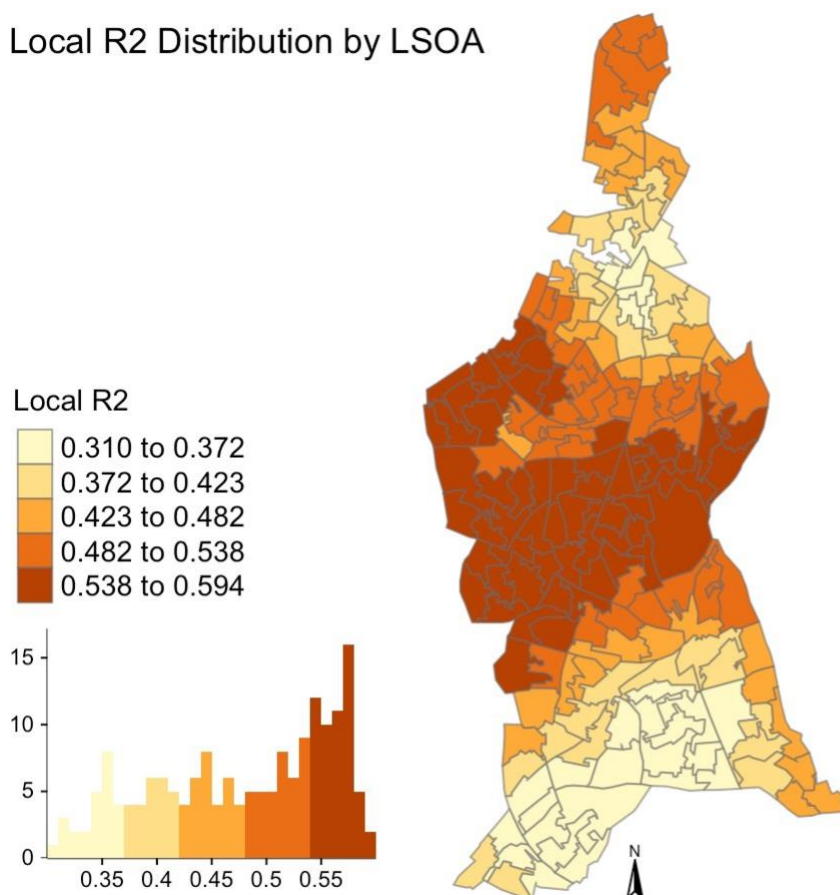 Local R2 Distribution by LSOA
Local R2
0.310 to 0.372
0.372 to 0.423
0.423 to 0.482
0.482 to 0.538
0.538 to 0.594
15
10
5
0
0.35 0.4 0.45 0.5 0.55
N